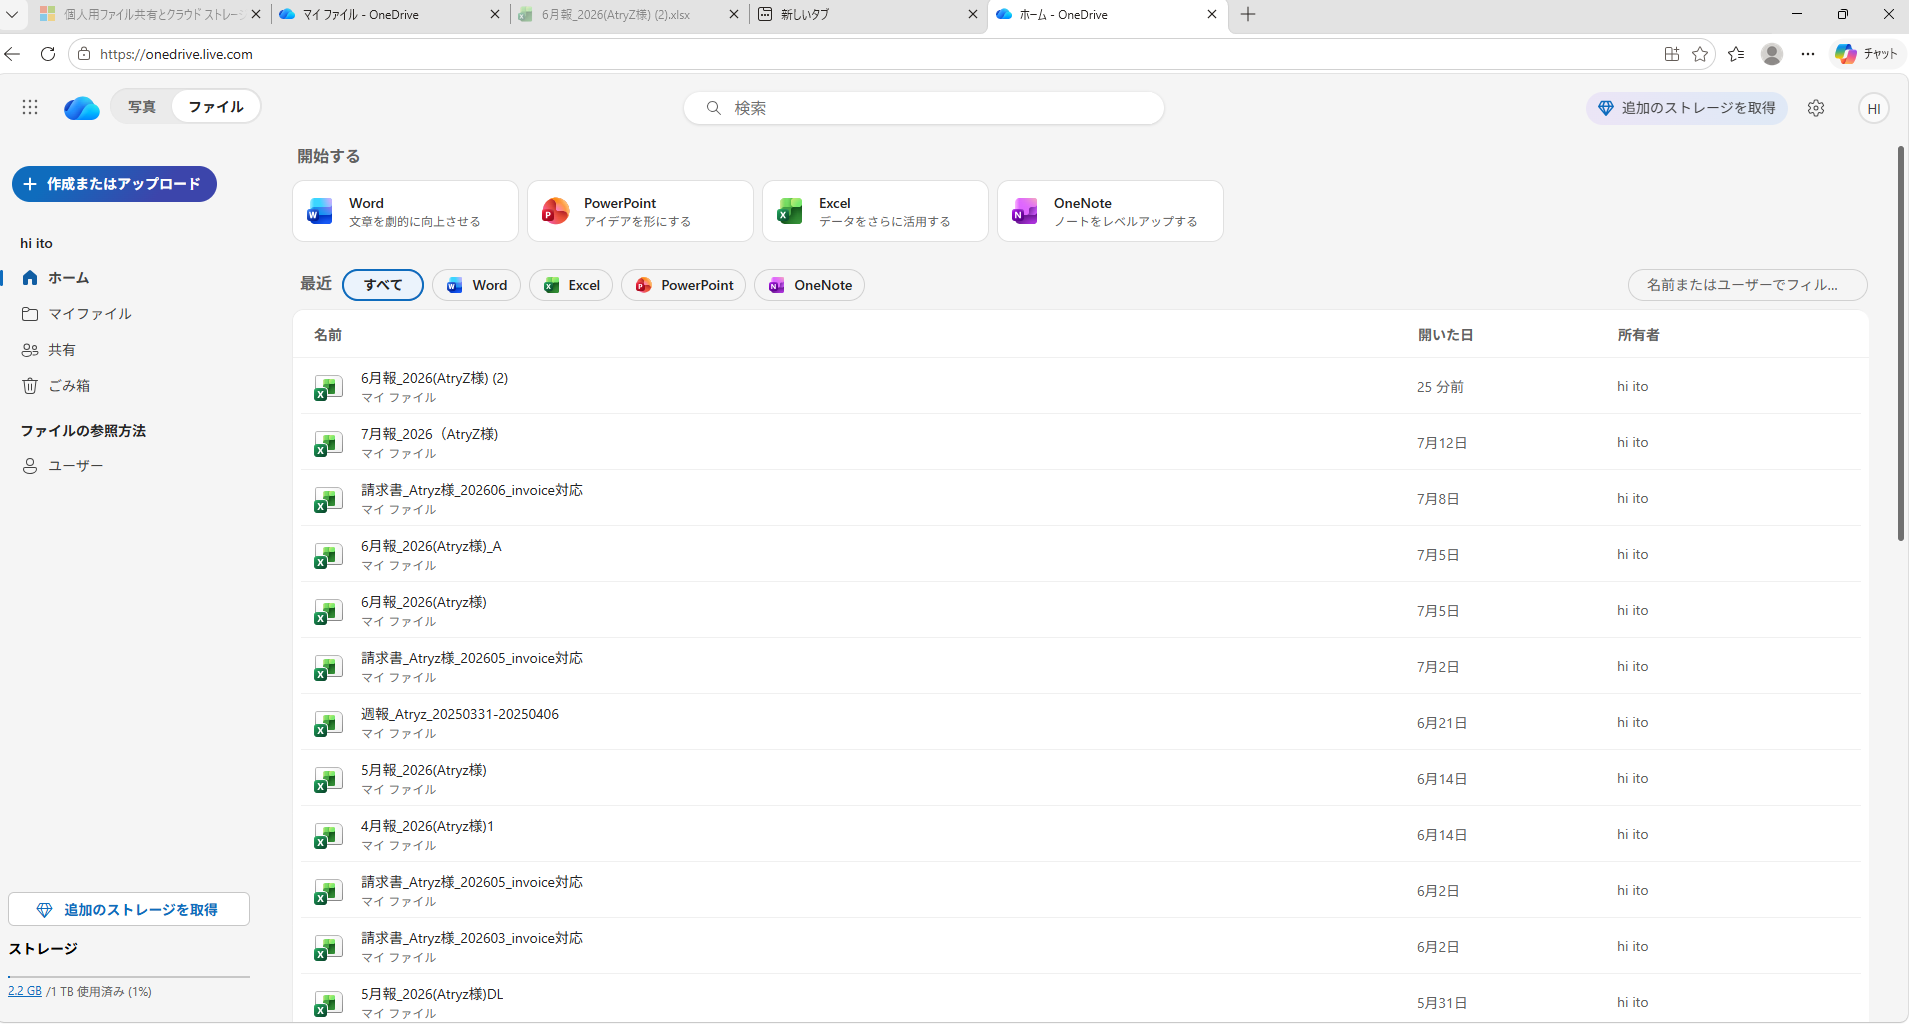 個人用ファイル共有とクラウド ストレージ
マイ ファイル - OneDrive
6月報_2026(AtryZ様) (2).xlsx
新しいタブ
ホーム - OneDrive
https://onedrive.live.com
チャット
写真
ファイル
検索
追加のストレージを取得
HI
作成またはアップロード
hi ito
ホーム
マイファイル
共有
ごみ箱
ファイルの参照方法
ユーザー
追加のストレージを取得
ストレージ
2.2 GB /1 TB 使用済み (1%)
開始する
Word
文章を劇的に向上させる
PowerPoint
アイデアを形にする
Excel
データをさらに活用する
OneNote
ノートをレベルアップする
最近 すべて Word Excel PowerPoint OneNote
名前またはユーザーでフィル...
名前 開いた日 所有者
6月報_2026(AtryZ様) (2)
マイ ファイル
25 分前 hi ito
7月報_2026（AtryZ様)
マイ ファイル
7月12日 hi ito
請求書_Atryz様_202606_invoice対応
マイ ファイル
7月8日 hi ito
6月報_2026(Atryz様)_A
マイ ファイル
7月5日 hi ito
6月報_2026(Atryz様)
マイ ファイル
7月5日 hi ito
請求書_Atryz様_202605_invoice対応
マイ ファイル
7月2日 hi ito
週報_Atryz_20250331-20250406
マイ ファイル
6月21日 hi ito
5月報_2026(Atryz様)
マイ ファイル
6月14日 hi ito
4月報_2026(Atryz様)1
マイ ファイル
6月14日 hi ito
請求書_Atryz様_202605_invoice対応
マイ ファイル
6月2日 hi ito
請求書_Atryz様_202603_invoice対応
マイ ファイル
6月2日 hi ito
5月報_2026(Atryz様)DL
マイ ファイル
5月31日 hi ito